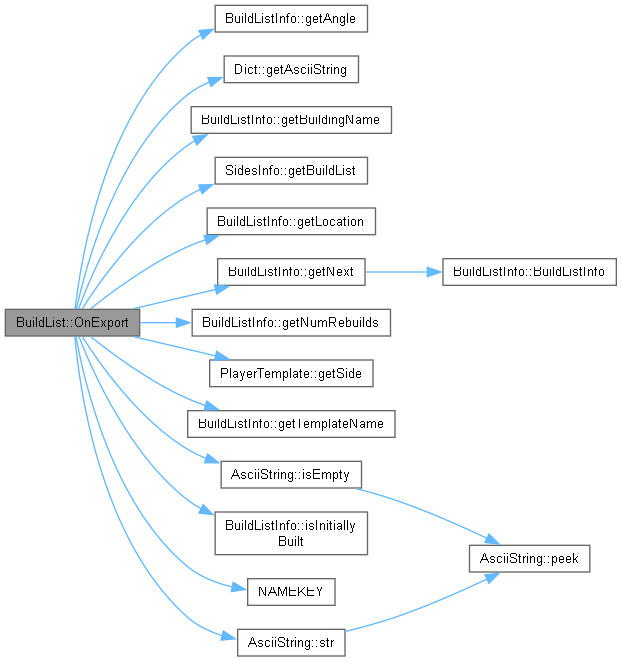 BuildListInfo::getAngle
Dict::getAsciiString
BuildListInfo::getBuildingName
SidesInfo::getBuildList
BuildListInfo::getLocation
BuildListInfo::getNext
BuildListInfo::BuildListInfo
BuildList::OnExport
BuildListInfo::getNumRebuilds
PlayerTemplate::getSide
BuildListInfo::getTemplateName
AsciiString::isEmpty
BuildListInfo::isInitially
Built
AsciiString::peek
NAMEKEY
AsciiString::str